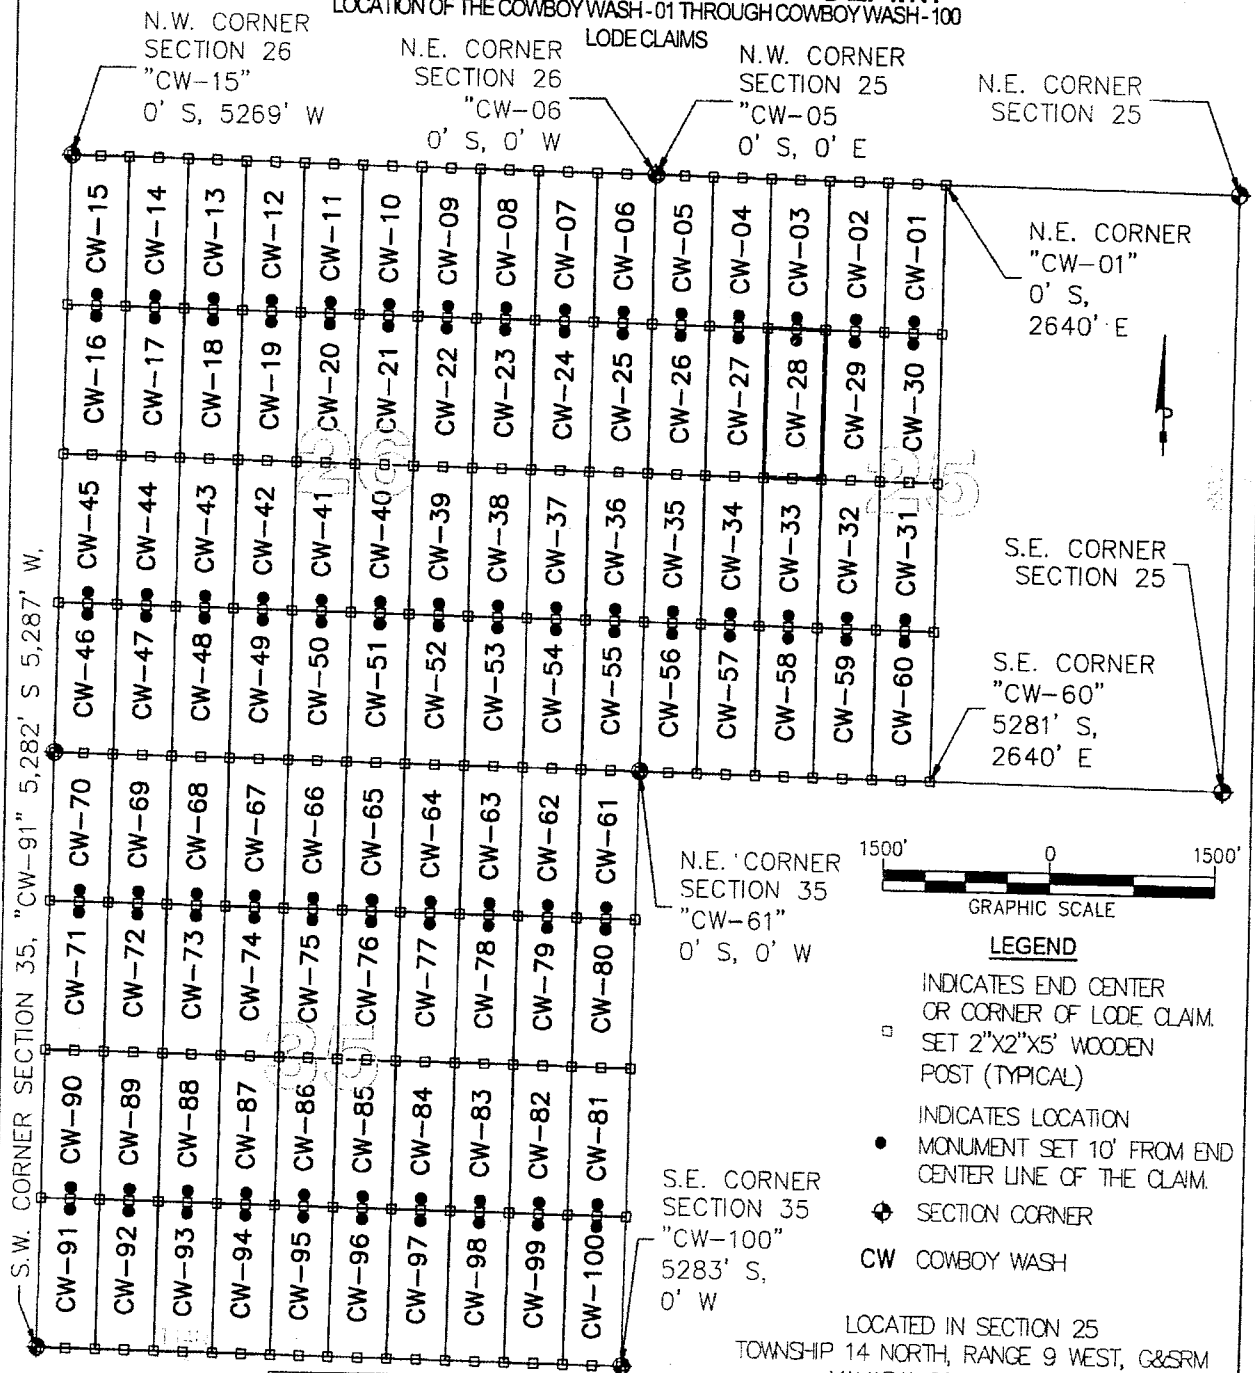 LOCATION OF THE COWBOY WASH - 01 THROUGH COWBOY WASH - 100
LODE CLAIMS
N.W. CORNER
SECTION 26
"CW-15"
0' S, 5269' W
N.E. CORNER
SECTION 26
"CW-06
0' S, 0' W
N.W. CORNER
SECTION 25
"CW-05
0' S, 0' E
N.E. CORNER
SECTION 25
CW-15 CW-14 CW-13 CW-12 CW-11 CW-10 CW-09 CW-08 CW-07 CW-06 CW-05 CW-04 CW-03 CW-02 CW-01
N.E. CORNER
"CW-01"
0' S,
2640' E
CW-16 CW-17 CW-18 CW-19 CW-20 CW-21 CW-22 CW-23 CW-24 CW-25 CW-26 CW-27 CW-28 CW-29 CW-30
26
25
CW-45 CW-44 CW-43 CW-42 CW-41 CW-40 CW-39 CW-38 CW-37 CW-36 CW-35 CW-34 CW-33 CW-32 CW-31
S.E. CORNER
SECTION 25
CW-46 CW-47 CW-48 CW-49 CW-50 CW-51 CW-52 CW-53 CW-54 CW-55 CW-56 CW-57 CW-58 CW-59 CW-60
S.E. CORNER
"CW-60"
5281' S,
2640' E
CW-70 CW-69 CW-68 CW-67 CW-66 CW-65 CW-64 CW-63 CW-62 CW-61
N.E. CORNER
SECTION 35
"CW-61"
0' S, 0' W
CW-71 CW-72 CW-73 CW-74 CW-75 CW-76 CW-77 CW-78 CW-79 CW-80
35
CW-90 CW-89 CW-88 CW-87 CW-86 CW-85 CW-84 CW-83 CW-82 CW-81
CW-91 CW-92 CW-93 CW-94 CW-95 CW-96 CW-97 CW-98 CW-99 CW-100
S.W. CORNER SECTION 35, "CW-91" 5,282' S 5,287' W,
S.E. CORNER
SECTION 35
"CW-100"
5283' S,
0' W
1500' 0 1500'
GRAPHIC SCALE
LEGEND
INDICATES END CENTER
OR CORNER OF LODE CLAIM.
SET 2"X2"X5' WOODEN
POST (TYPICAL)
INDICATES LOCATION
MONUMENT SET 10' FROM END
CENTER LINE OF THE CLAIM.
SECTION CORNER
CW COWBOY WASH
LOCATED IN SECTION 25
TOWNSHIP 14 NORTH, RANGE 9 WEST, G&SRM